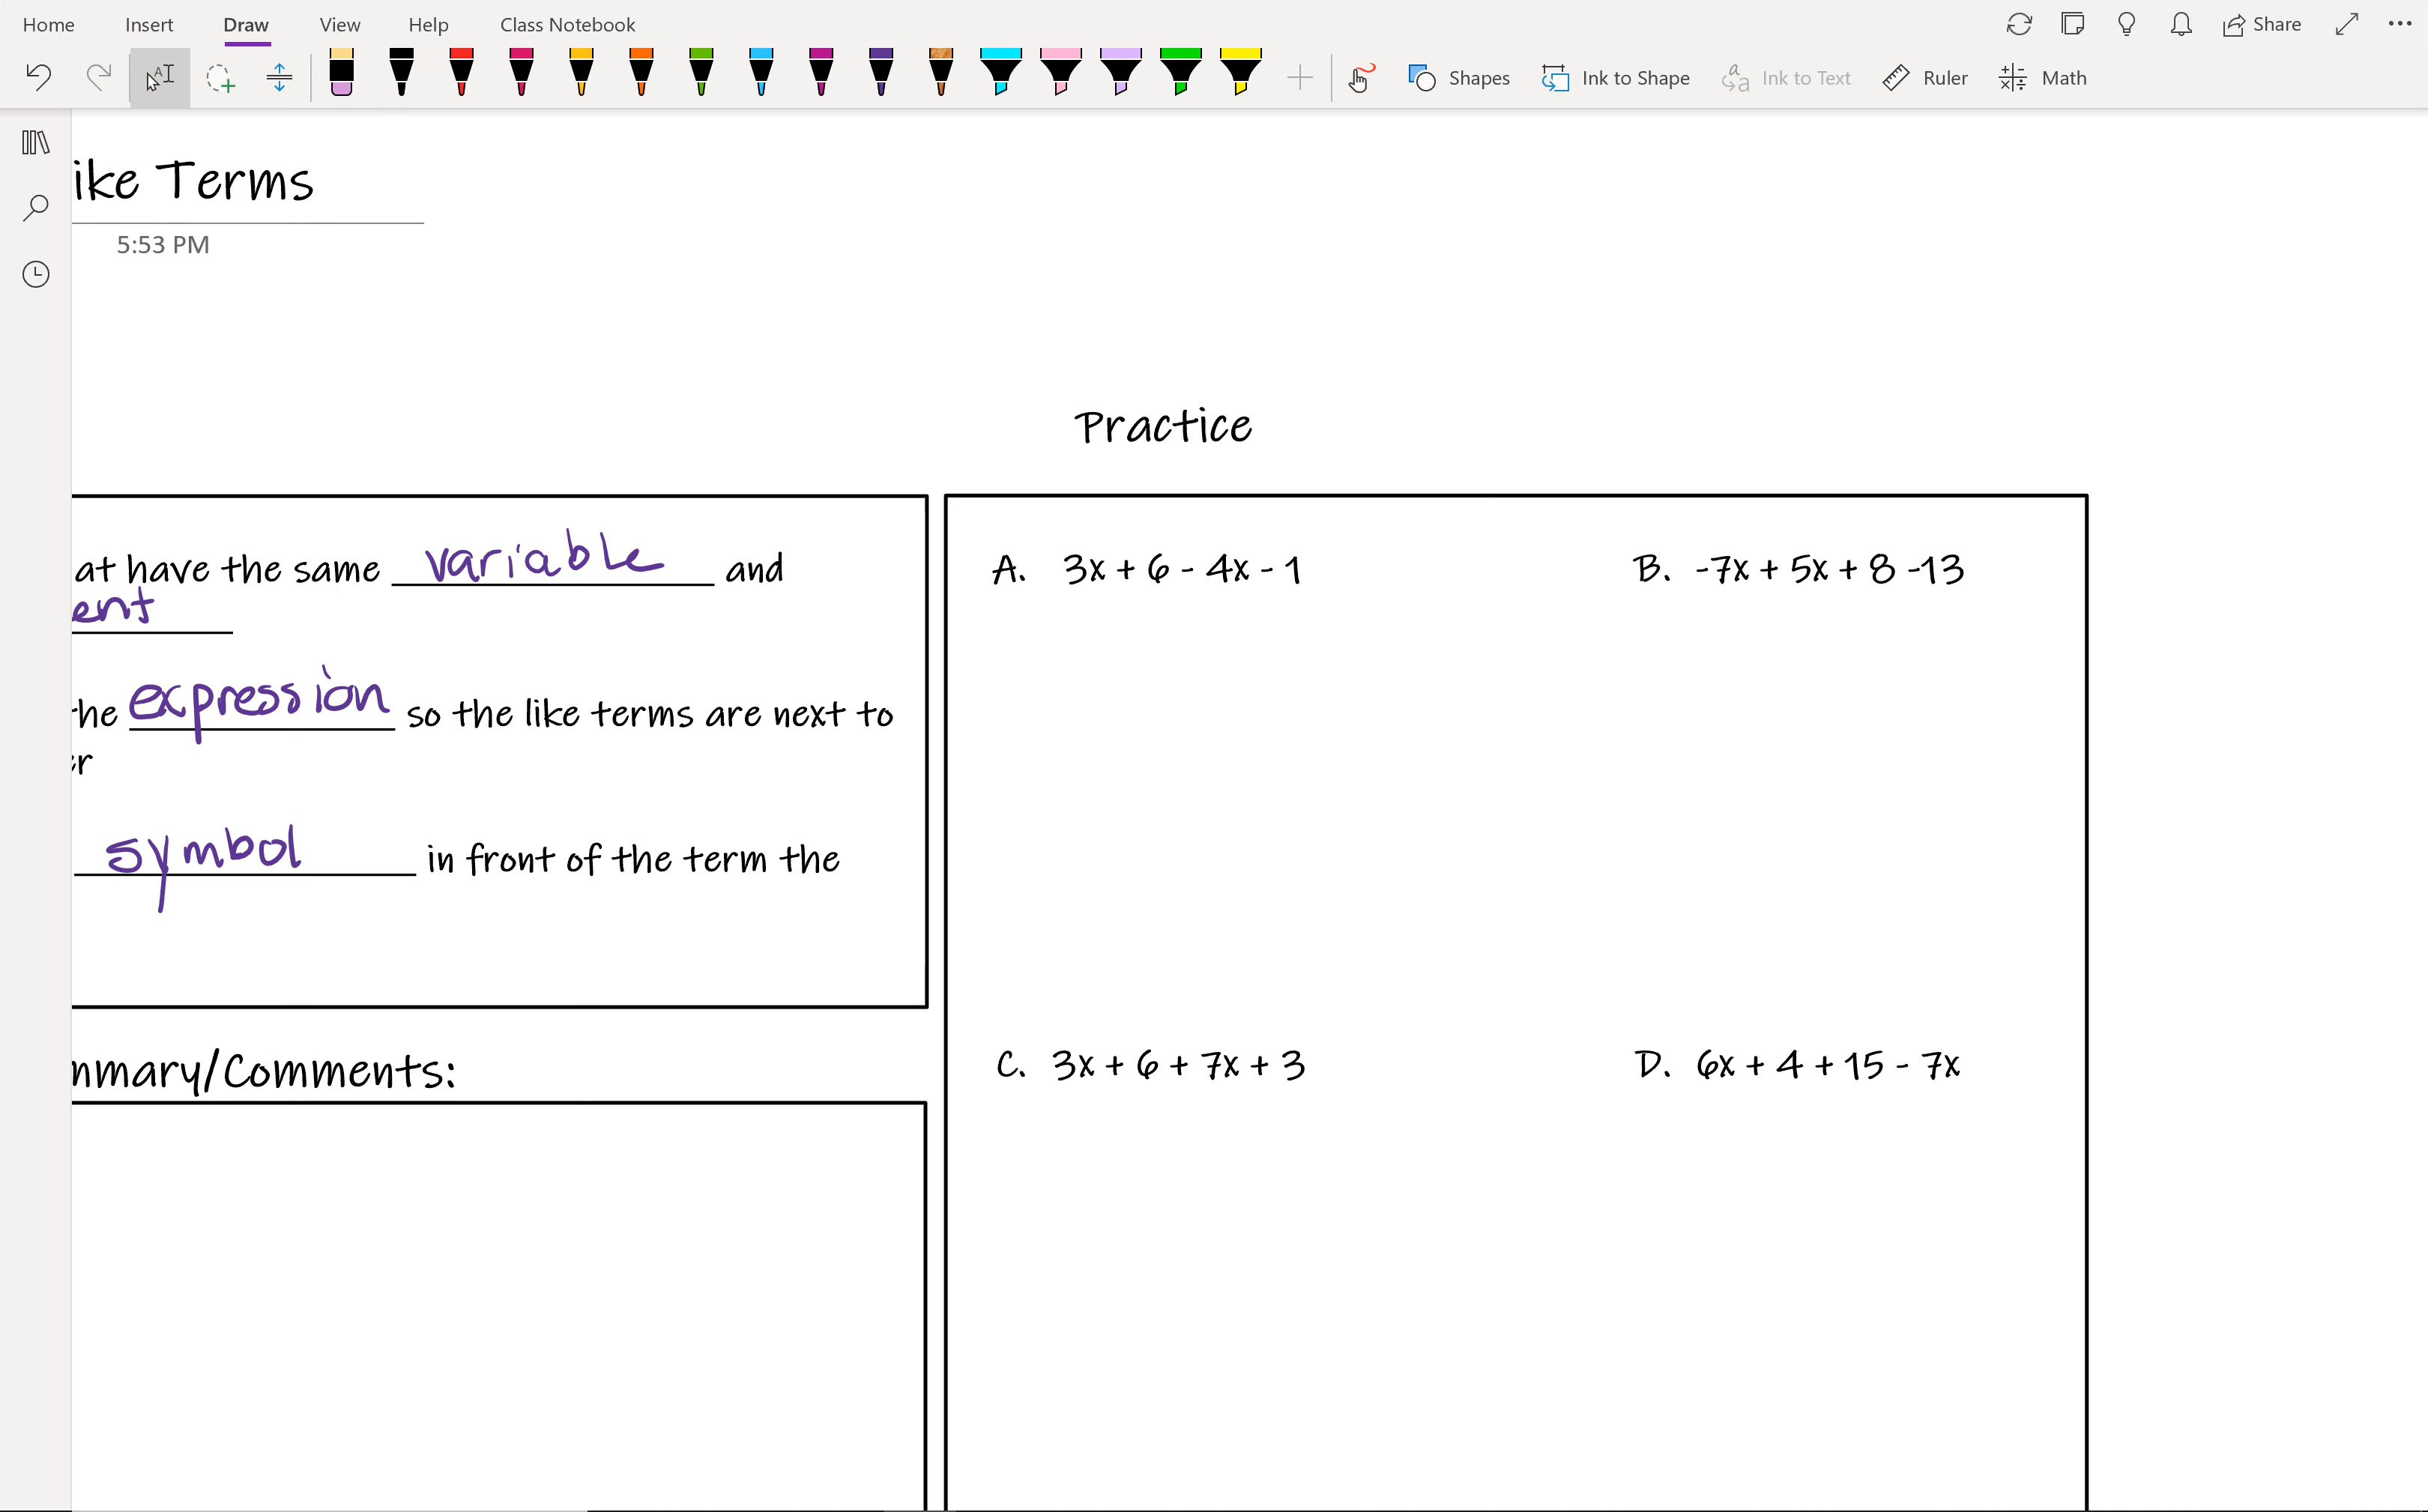 Home Insert Draw View Help Class Notebook Share
Shapes Ink to Shape Ink to Text Ruler Math
ike Terms
5:53 PM
Practice
at have the same variable and
ent
he expression so the like terms are next to
r
symbol in front of the term the
A. 3x + 6 - 4x - 1
B. -7x + 5x + 8 -13
mmary/Comments:
C. 3x + 6 + 7x + 3
D. 6x + 4 + 15 - 7x